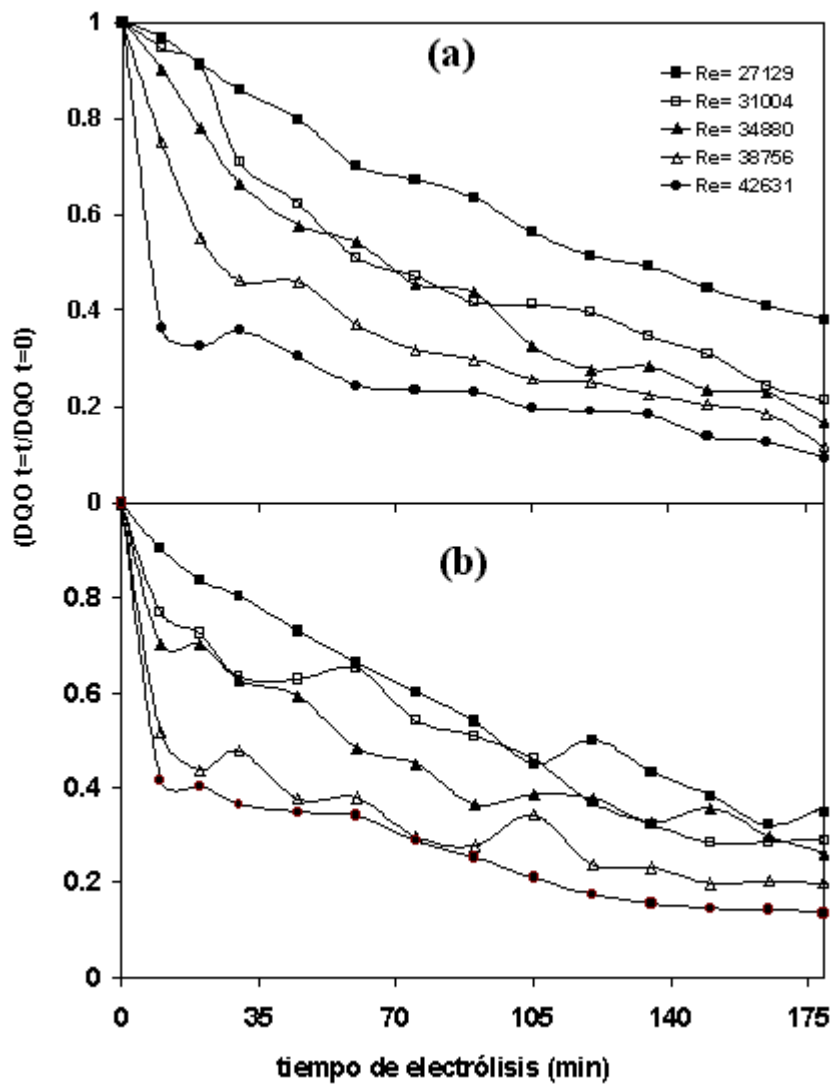 1
(a)
Re= 27129
Re= 31004
Re= 34880
Re= 38756
Re= 42631
0.8
0.6
0.4
0.2
0
(DQO t=t/DQO t=0)
(b)
0.8
0.6
0.4
0.2
0
0 35 70 105 140 175
tiempo de electrólisis (min)